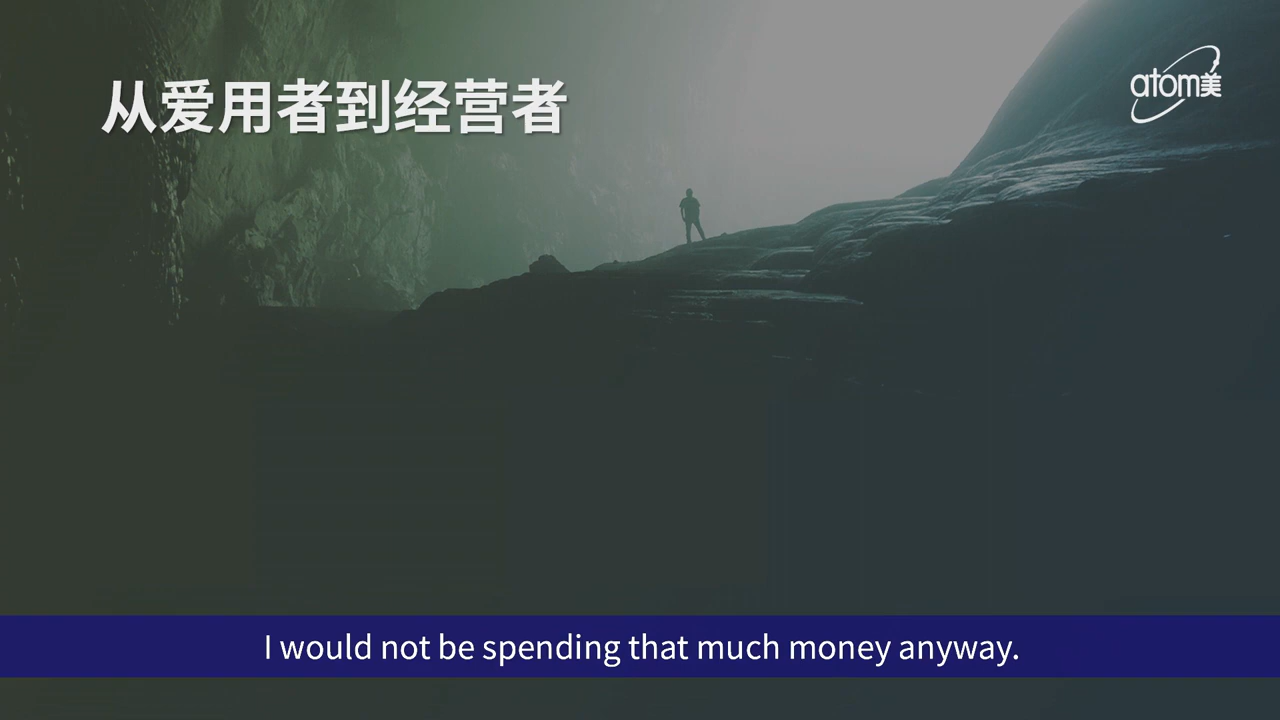 从爱用者到经营者
atom美
I would not be spending that much money anyway.